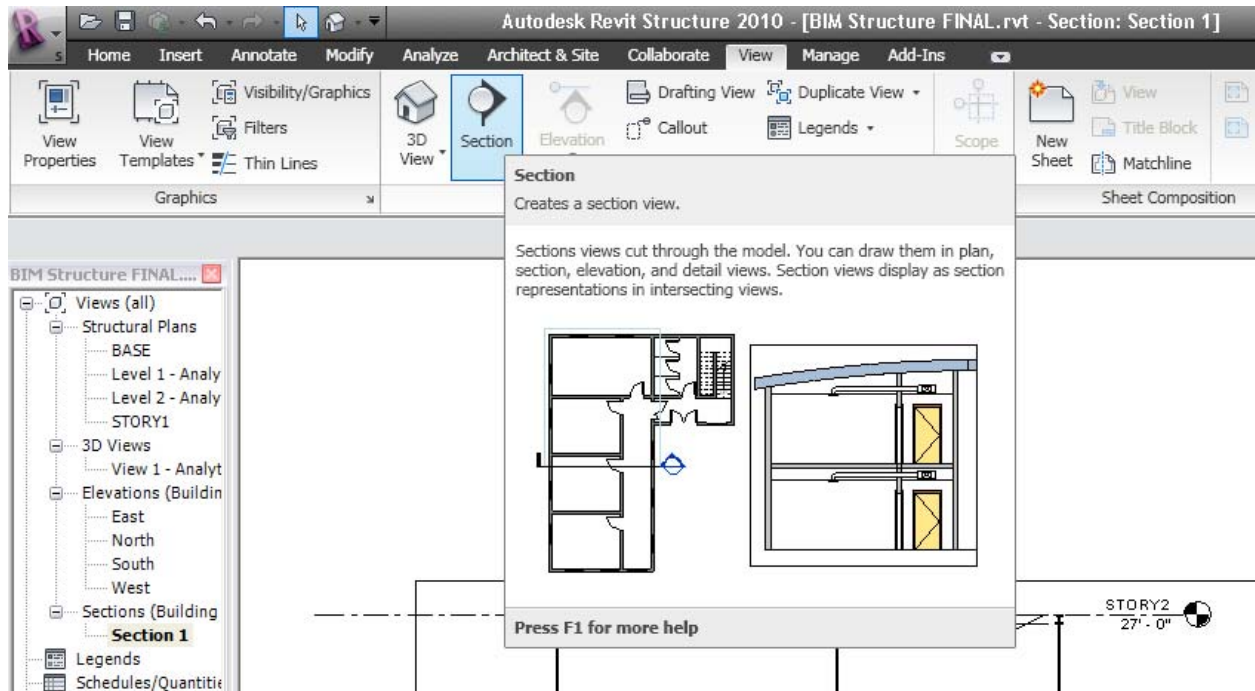 Autodesk Revit Structure 2010 - [BIM Structure FINAL.rvt - Section: Section 1]
S
Home Insert Annotate Modify Analyze Architect & Site Collaborate View Manage Add-Ins
View Properties
View Templates
Visibility/Graphics
Filters
Thin Lines
3D View
Section
Elevation
Drafting View
Callout
Duplicate View
Legends
Scope
New Sheet
View
Title Block
Matchline
Graphics
Sheet Composition
Section
Creates a section view.
Sections views cut through the model. You can draw them in plan,
section, elevation, and detail views. Section views display as section
representations in intersecting views.
Press F1 for more help
BIM Structure FINAL....
Views (all)
Structural Plans
BASE
Level 1 - Analy
Level 2 - Analy
STORY1
3D Views
View 1 - Analyt
Elevations (Buildin
East
North
South
West
Sections (Building
Section 1
Legends
Schedules/Quantitie
STORY2
27' - 0"